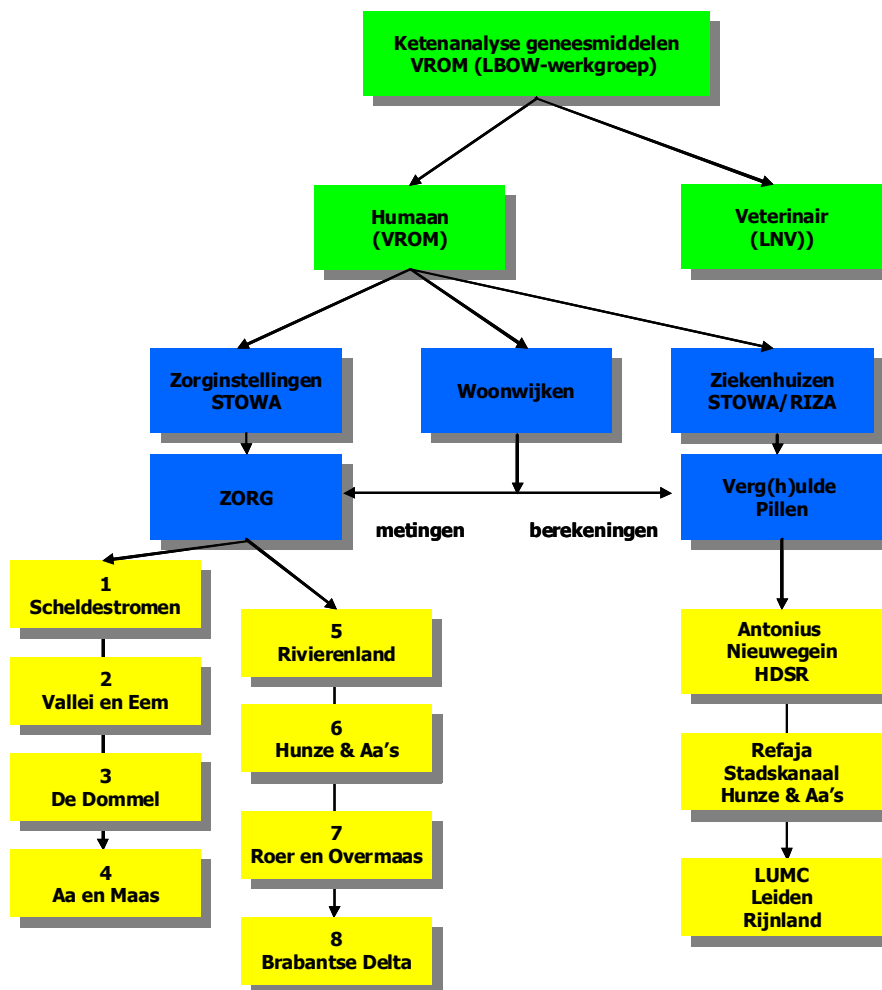 Ketenanalyse geneesmiddelen
VROM (LBOW-werkgroep)
Humaan
(VROM)
Veterinair
(LNV))
Zorginstellingen
STOWA
Woonwijken
Ziekenhuizen
STOWA/RIZA
ZORG
metingen
berekeningen
Verg(h)ulde
Pillen
1
Scheldestromen
2
Vallei en Eem
3
De Dommel
4
Aa en Maas
5
Rivierenland
6
Hunze & Aa's
7
Roer en Overmaas
8
Brabantse Delta
Antonius
Nieuwegein
HDSR
Refaja
Stadskanaal
Hunze & Aa's
LUMC
Leiden
Rijnland